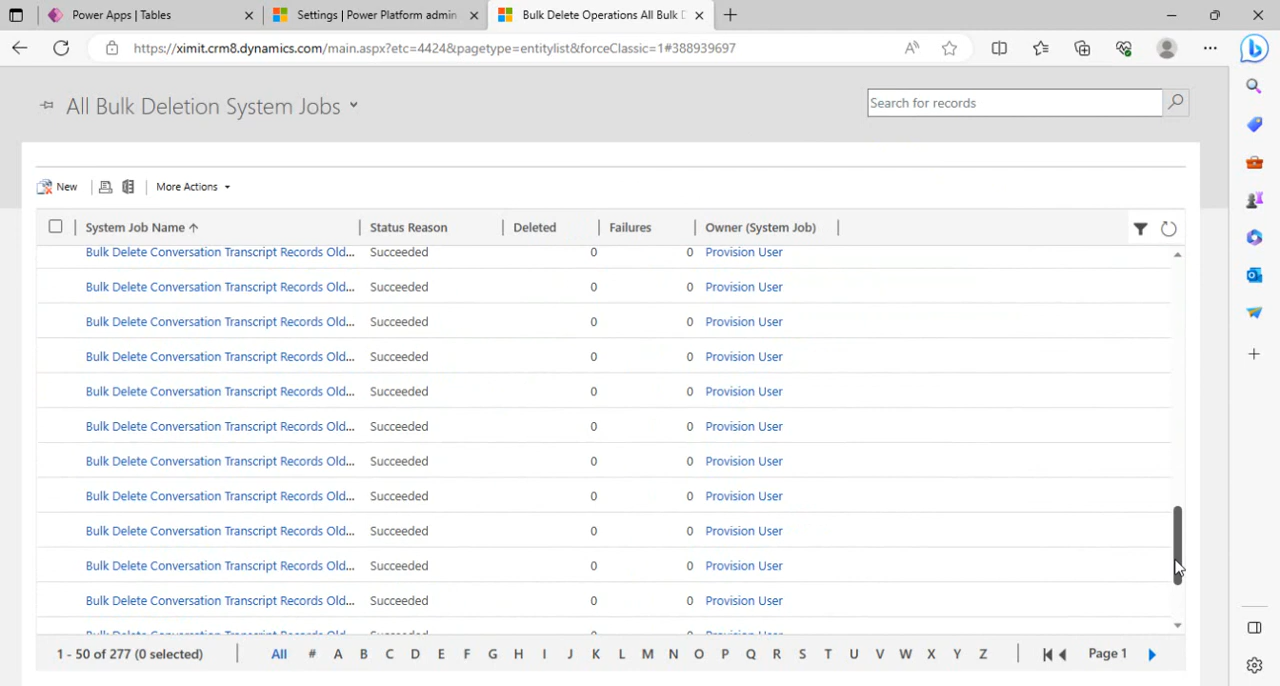 Power Apps | Tables
Settings | Power Platform admin
Bulk Delete Operations All Bulk D
https://ximit.crm8.dynamics.com/main.aspx?etc=4424&pagetype=entitylist&forceClassic=1#388939697
All Bulk Deletion System Jobs
Search for records
New
More Actions
System Job Name ↑ Status Reason Deleted Failures Owner (System Job)
Bulk Delete Conversation Transcript Records Old... Succeeded 0 0 Provision User
Bulk Delete Conversation Transcript Records Old... Succeeded 0 0 Provision User
Bulk Delete Conversation Transcript Records Old... Succeeded 0 0 Provision User
Bulk Delete Conversation Transcript Records Old... Succeeded 0 0 Provision User
Bulk Delete Conversation Transcript Records Old... Succeeded 0 0 Provision User
Bulk Delete Conversation Transcript Records Old... Succeeded 0 0 Provision User
Bulk Delete Conversation Transcript Records Old... Succeeded 0 0 Provision User
Bulk Delete Conversation Transcript Records Old... Succeeded 0 0 Provision User
Bulk Delete Conversation Transcript Records Old... Succeeded 0 0 Provision User
Bulk Delete Conversation Transcript Records Old... Succeeded 0 0 Provision User
Bulk Delete Conversation Transcript Records Old... Succeeded 0 0 Provision User
1 - 50 of 277 (0 selected) All # A B C D E F G H I J K L M N O P Q R S T U V W X Y Z Page 1